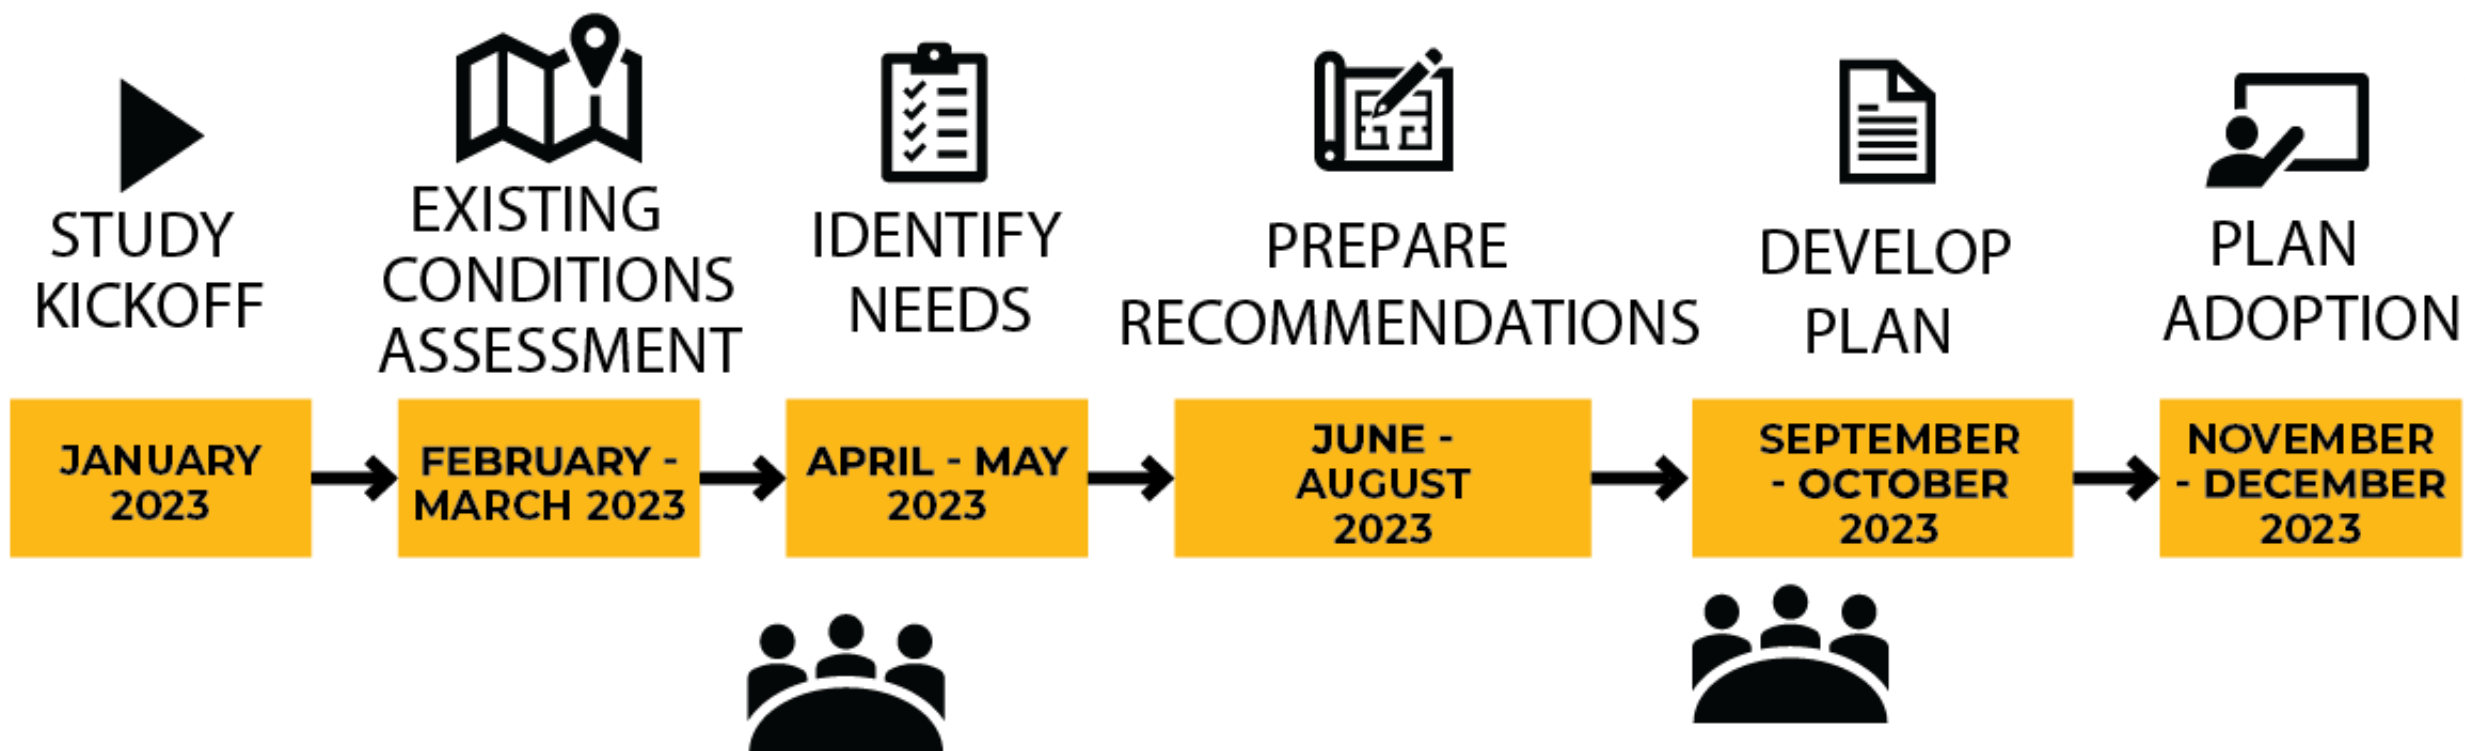 STUDY
KICKOFF
EXISTING
CONDITIONS
ASSESSMENT
IDENTIFY
NEEDS
PREPARE
RECOMMENDATIONS
DEVELOP
PLAN
PLAN
ADOPTION
JANUARY
2023
FEBRUARY -
MARCH 2023
APRIL - MAY
2023
JUNE -
AUGUST
2023
SEPTEMBER
- OCTOBER
2023
NOVEMBER
- DECEMBER
2023